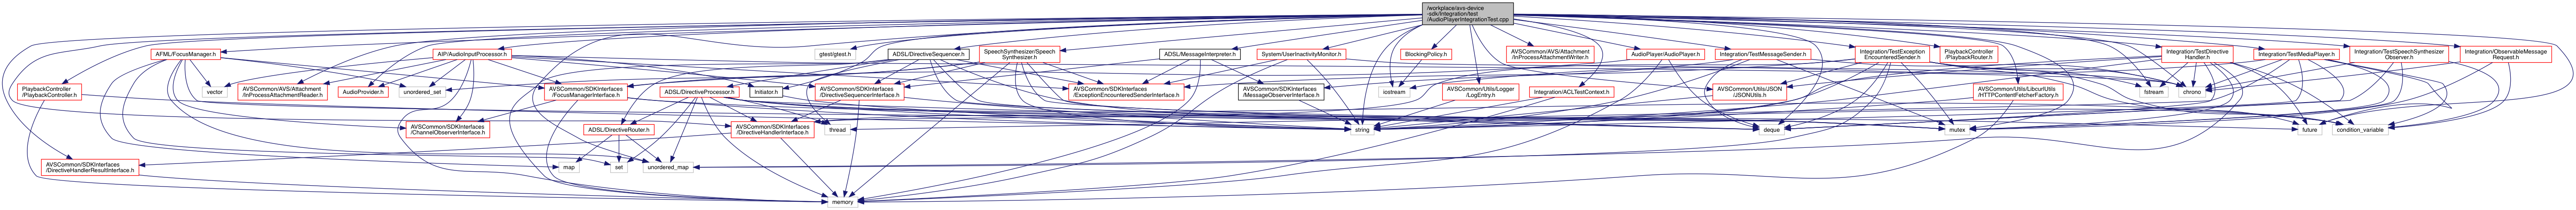 /workplace/avs-device
-sdk/Integration/test
/AudioPlayerIntegrationTest.cpp
AFML/FocusManager.h
AIP/AudioInputProcessor.h
gtest/gtest.h
ADSL/DirectiveSequencer.h
SpeechSynthesizer/Speech
Synthesizer.h
ADSL/MessageInterpreter.h
System/UserInactivityMonitor.h
BlockingPolicy.h
AVSCommon/AVS/Attachment
/InProcessAttachmentWriter.h
AudioPlayer/AudioPlayer.h
Integration/TestMessageSender.h
Integration/TestException
EncounteredSender.h
PlaybackController
/PlaybackRouter.h
Integration/TestDirective
Handler.h
Integration/TestMediaPlayer.h
Integration/TestSpeechSynthesizer
Observer.h
Integration/ObservableMessage
Request.h
PlaybackController
/PlaybackController.h
vector
AVSCommon/AVS/Attachment
/InProcessAttachmentReader.h
AudioProvider.h
unordered_set
AVSCommon/SDKInterfaces
/FocusManagerInterface.h
ADSL/DirectiveProcessor.h
Initiator.h
AVSCommon/SDKInterfaces
/DirectiveSequencerInterface.h
AVSCommon/SDKInterfaces
/ExceptionEncounteredSenderInterface.h
AVSCommon/SDKInterfaces
/MessageObserverInterface.h
iostream
AVSCommon/Utils/Logger
/LogEntry.h
Integration/ACLTestContext.h
AVSCommon/Utils/JSON
/JSONUtils.h
AVSCommon/Utils/LibcurlUtils
/HTTPContentFetcherFactory.h
fstream
chrono
AVSCommon/SDKInterfaces
/ChannelObserverInterface.h
ADSL/DirectiveRouter.h
AVSCommon/SDKInterfaces
/DirectiveHandlerInterface.h
thread
string
deque
mutex
future
condition_variable
AVSCommon/SDKInterfaces
/DirectiveHandlerResultInterface.h
map
set
unordered_map
memory